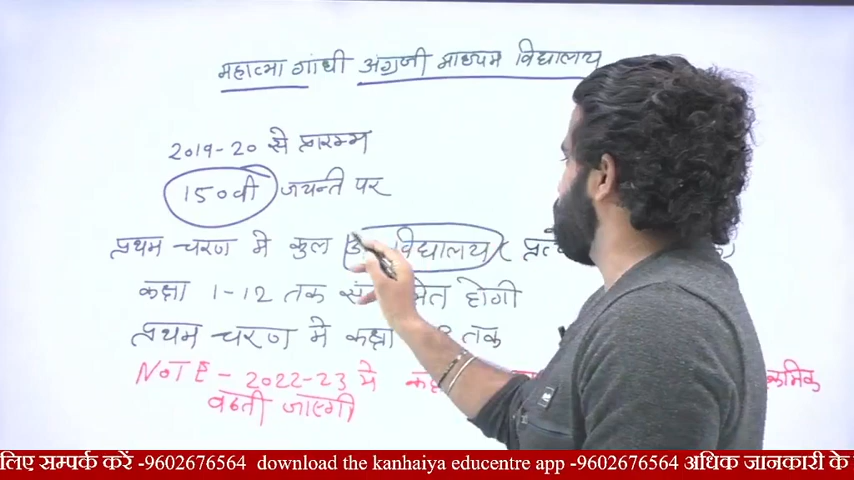 महात्मा गांधी अंग्रेजी माध्यम विद्यालय
2019-20 से प्रारम्भ
150वी जयन्ती पर
प्रथम चरण मे कुल विद्यालय (
कक्षा 1-12 तक होगी
प्रथम चरण मे कक्षा तक
NOTE - 2022-23 मे
बढती जाएगी
लिए सम्पर्क करें -9602676564 download the kanhaiya educentre app -9602676564 अधिक जानकारी के